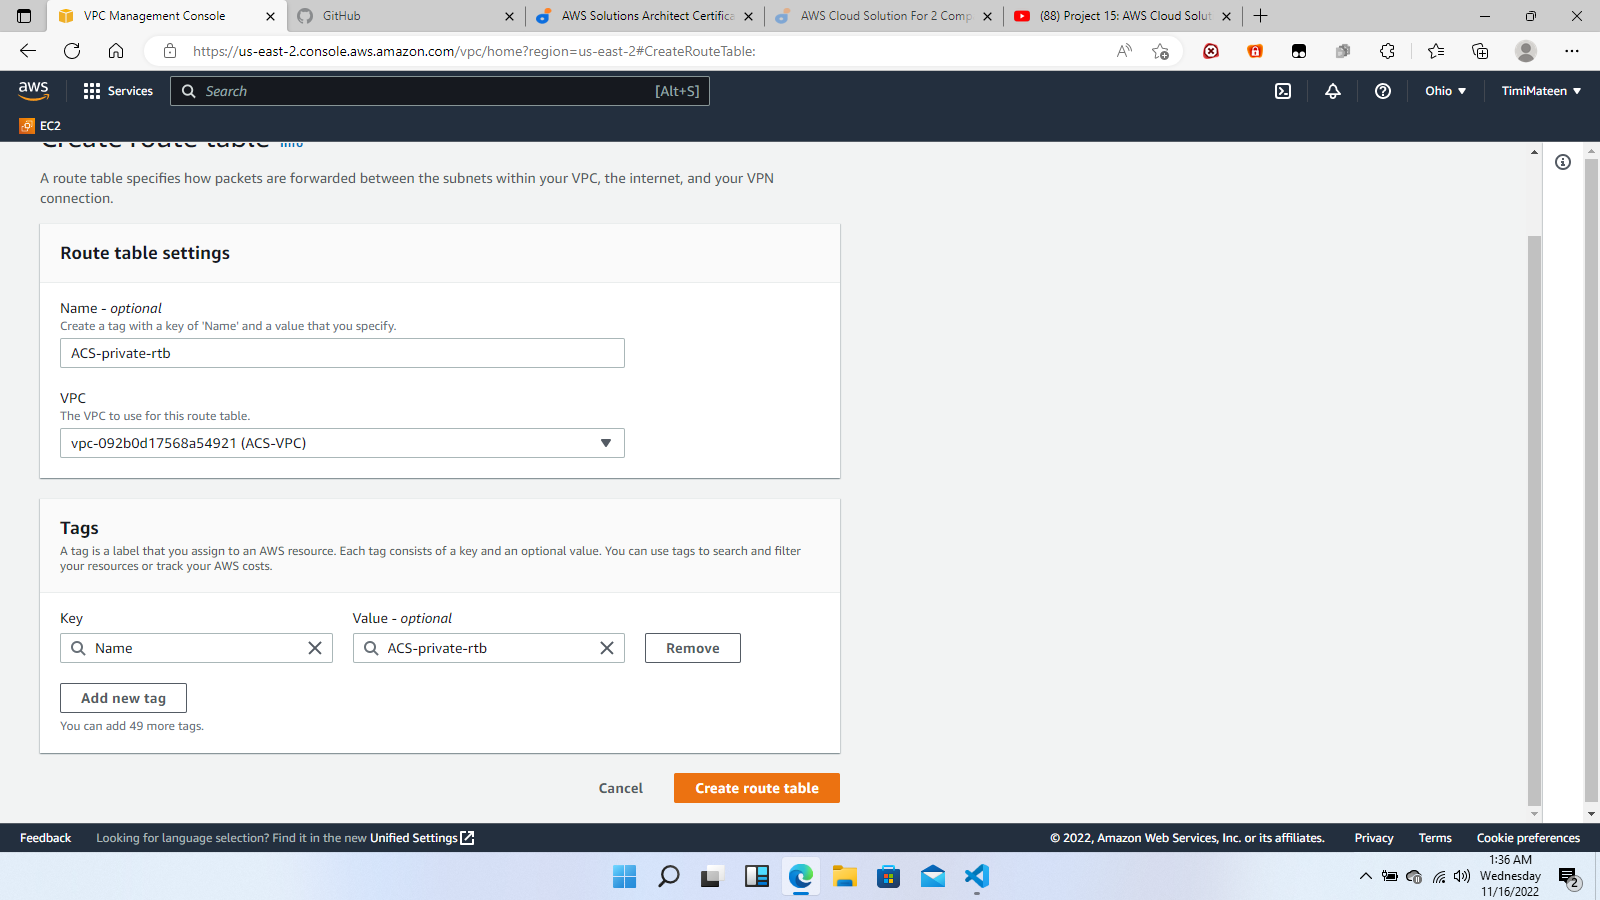 VPC Management Console
GitHub
AWS Solutions Architect Certifica
AWS Cloud Solution For 2 Comp
(88) Project 15: AWS Cloud Solut
https://us-east-2.console.aws.amazon.com/vpc/home?region=us-east-2#CreateRouteTable:
aws
Services
Search
[Alt+S]
Ohio
TimiMateen
EC2
Create route table Info
A route table specifies how packets are forwarded between the subnets within your VPC, the internet, and your VPN
connection.
Route table settings
Name - optional
Create a tag with a key of 'Name' and a value that you specify.
ACS-private-rtb
VPC
The VPC to use for this route table.
vpc-092b0d17568a54921 (ACS-VPC)
Tags
A tag is a label that you assign to an AWS resource. Each tag consists of a key and an optional value. You can use tags to search and filter
your resources or track your AWS costs.
Key
Value - optional
Name
ACS-private-rtb
Remove
Add new tag
You can add 49 more tags.
Cancel
Create route table
Feedback
Looking for language selection? Find it in the new Unified Settings
© 2022, Amazon Web Services, Inc. or its affiliates.
Privacy
Terms
Cookie preferences
1:36 AM
Wednesday
11/16/2022
2